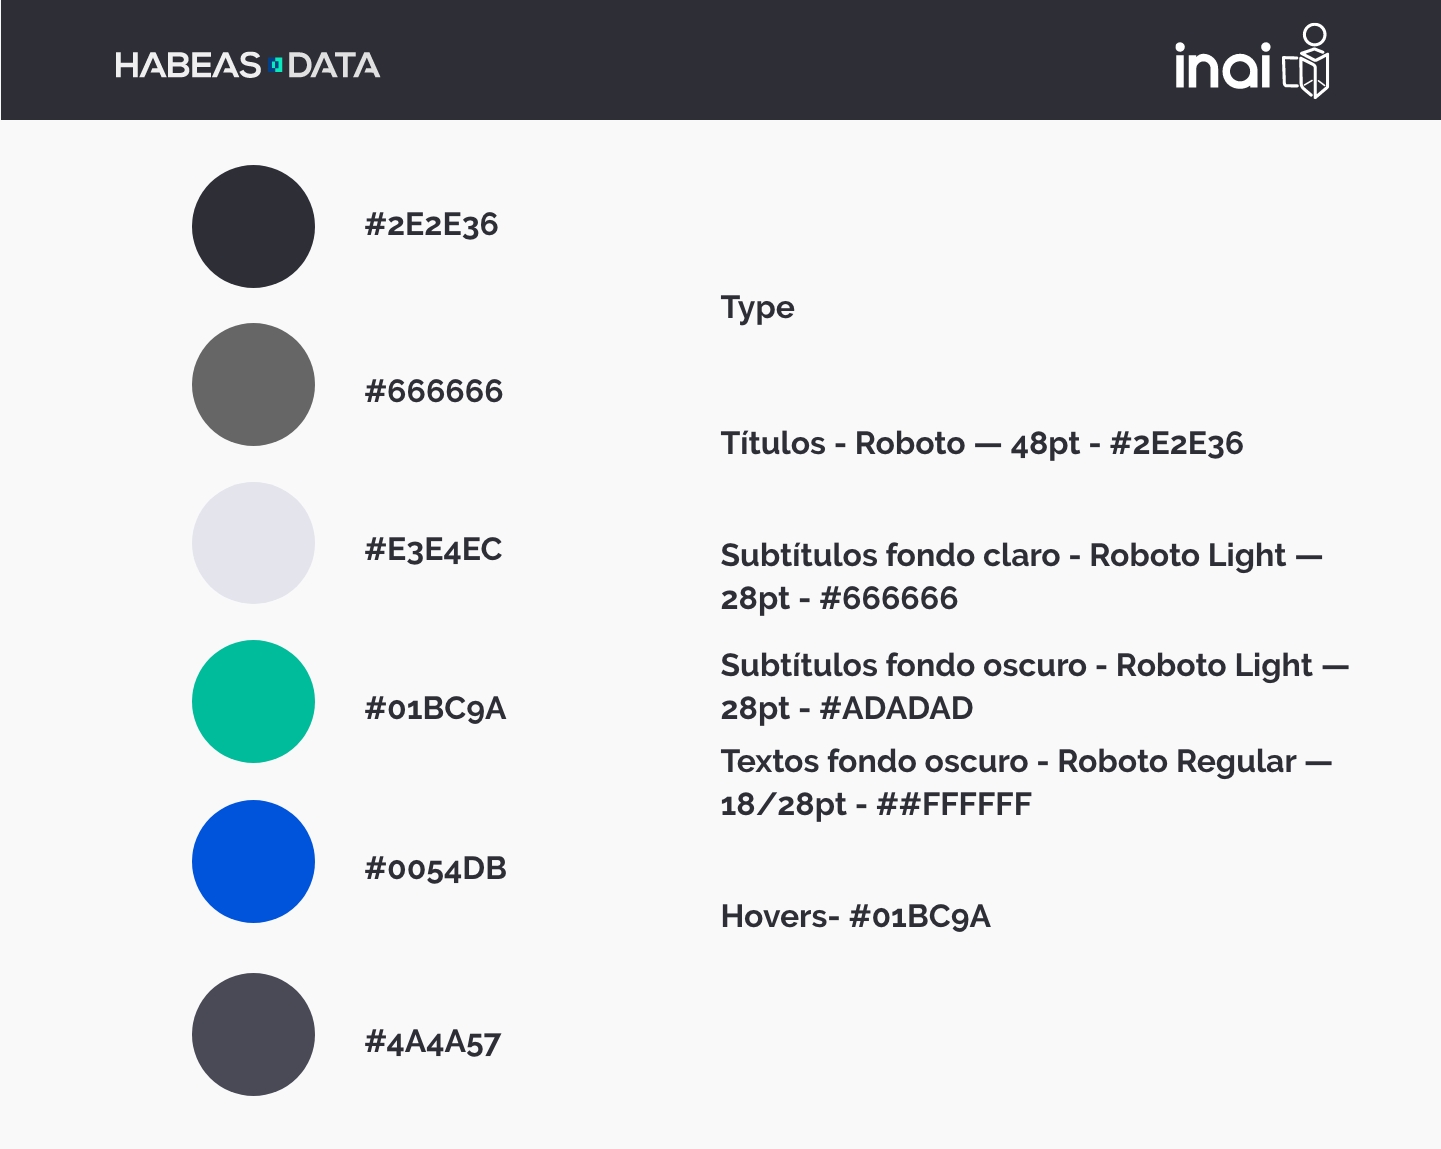 HABEAS DATA
inai
#2E2E36
#666666
#E3E4EC
#01BC9A
#0054DB
#4A4A57
Type
Títulos - Roboto — 48pt - #2E2E36
Subtítulos fondo claro - Roboto Light —
28pt - #666666
Subtítulos fondo oscuro - Roboto Light —
28pt - #ADADAD
Textos fondo oscuro - Roboto Regular —
18/28pt - ##FFFFFF
Hovers- #01BC9A